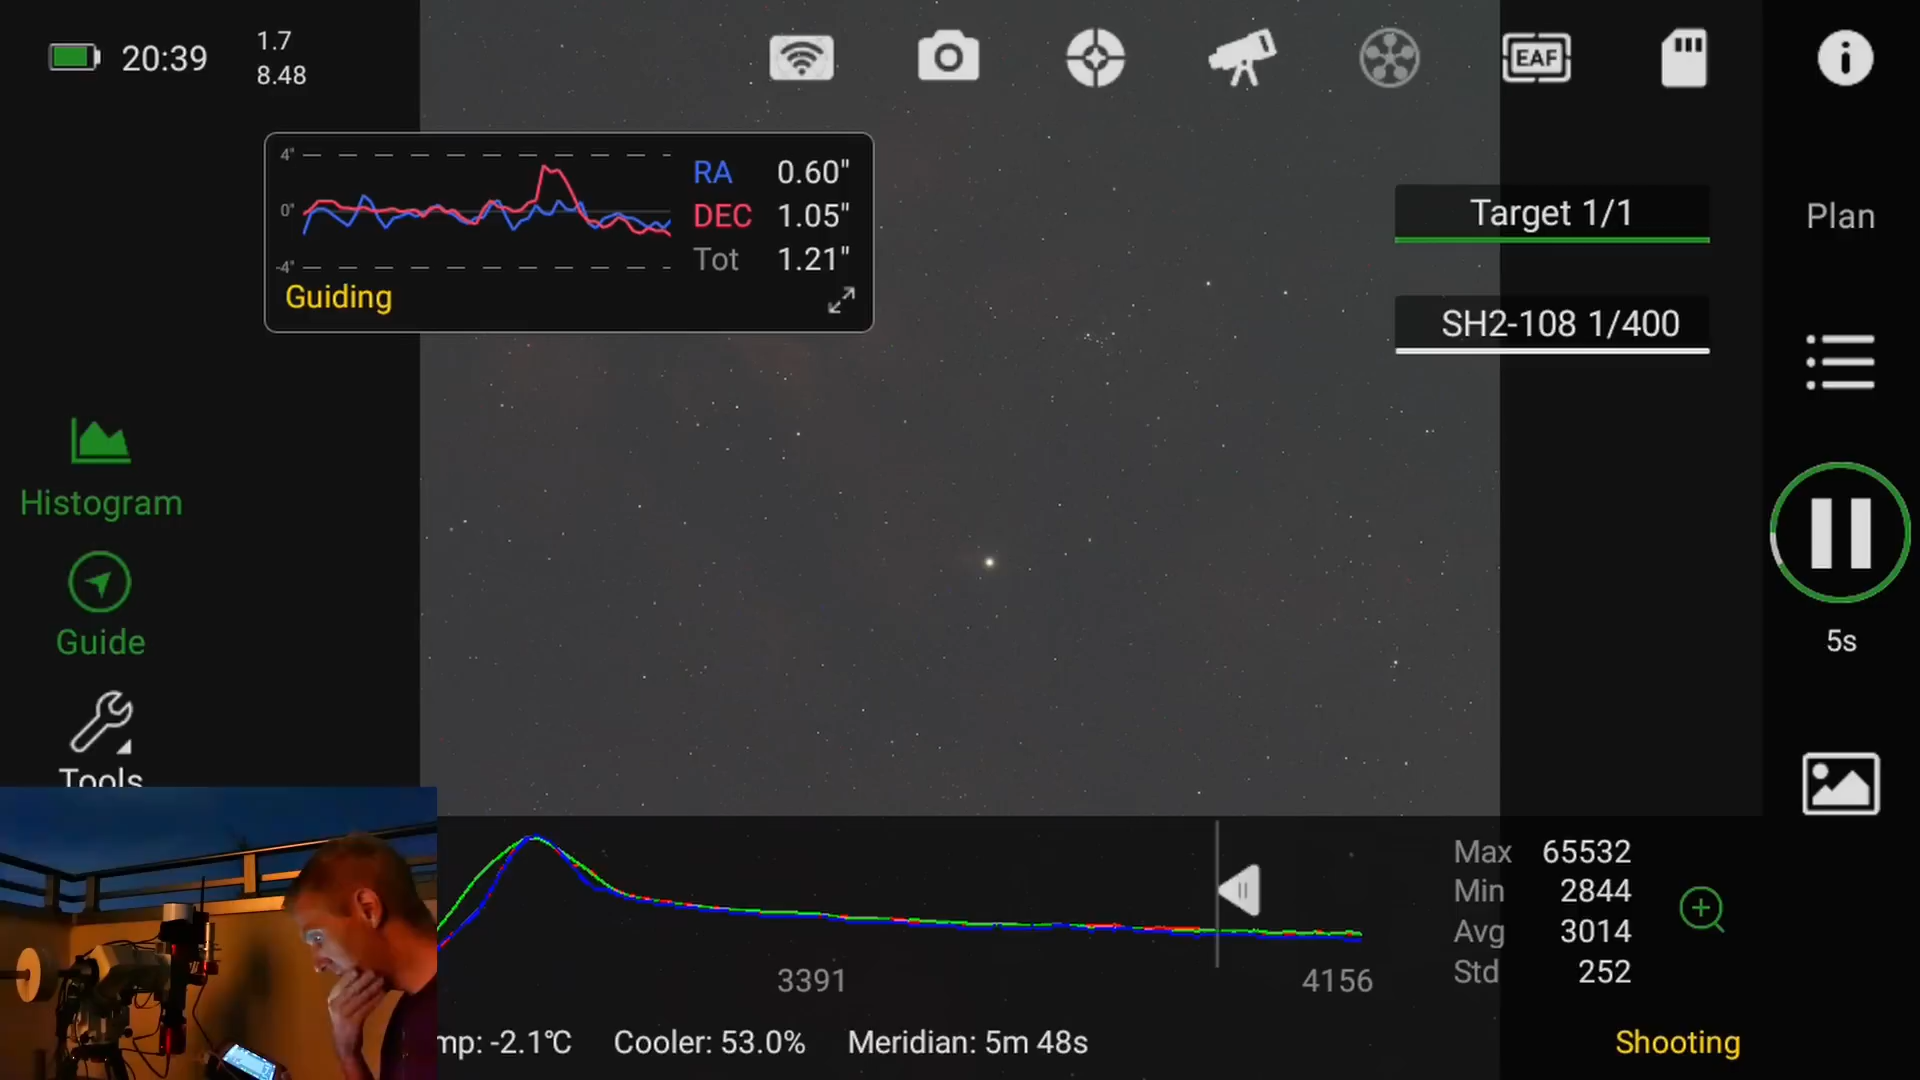 20:39
1.7
8.48
EAF
4"
0"
-4"
RA 0.60"
DEC 1.05"
Tot 1.21"
Guiding
Target 1/1
SH2-108 1/400
Plan
Histogram
Guide
Tools
5s
3391
4156
Max 65532
Min 2844
Avg 3014
Std 252
mp: -2.1℃ Cooler: 53.0% Meridian: 5m 48s
Shooting